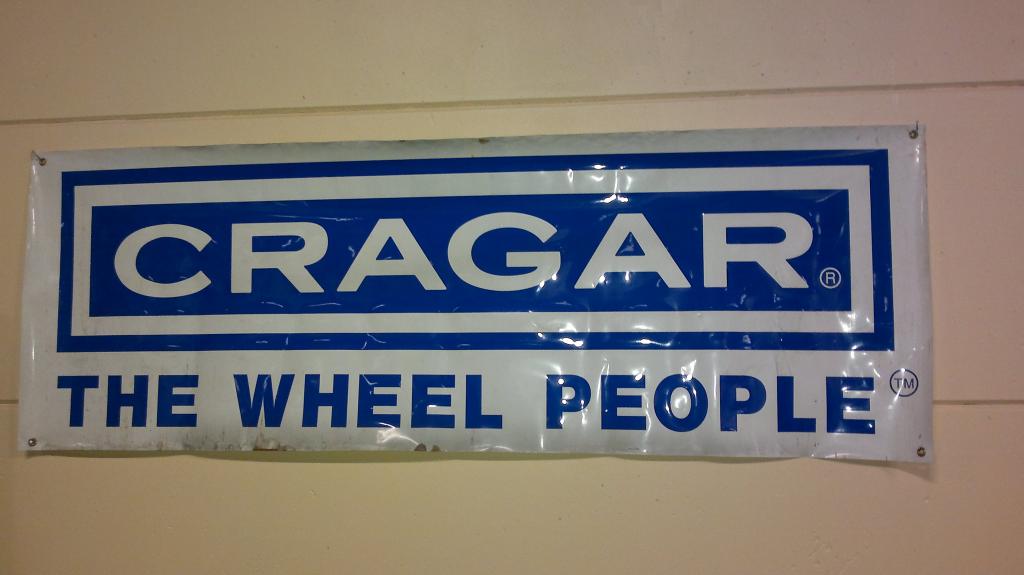 CRAGAR®
THE WHEEL PEOPLE™